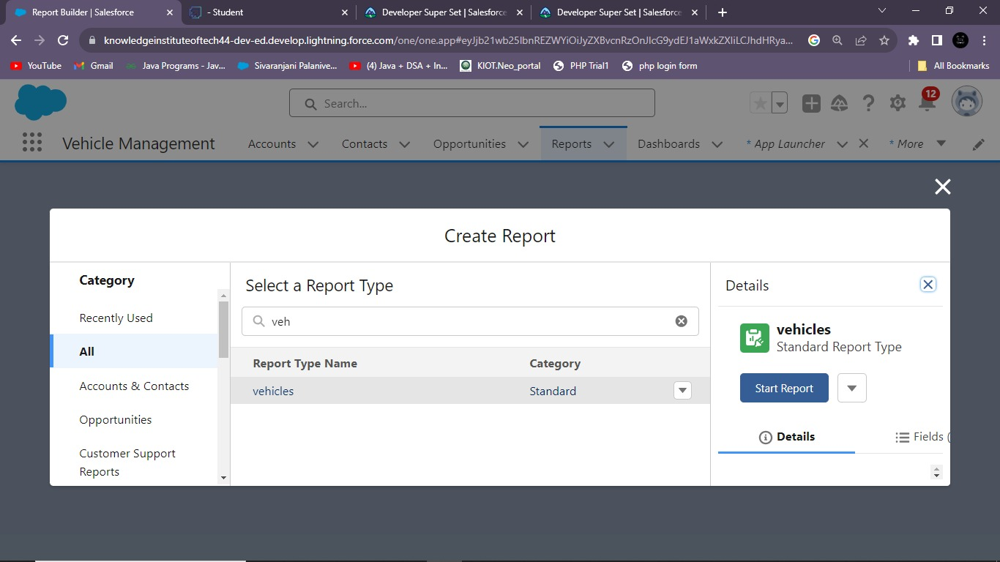 Report Builder | Salesforce
- Student
Developer Super Set | Salesforce
Developer Super Set | Salesforce
knowledgeinstituteoftech44-dev-ed.develop.lightning.force.com/one/one.app#eyJjb21wb25lbnREZWYiOiJyZXBvcnRzOnJlcG9ydEJ1aWxkZXIiLCJhdHRya...
YouTube
Gmail
Java Programs - Jav...
Sivaranjani Palanive...
(4) Java + DSA + In...
KIOT.Neo_portal
PHP Trial1
php login form
All Bookmarks
Search...
12
Vehicle Management
Accounts
Contacts
Opportunities
Reports
Dashboards
* App Launcher
* More
Create Report
Category
Recently Used
All
Accounts & Contacts
Opportunities
Customer Support
Reports
Select a Report Type
veh
Report Type Name
Category
vehicles
Standard
Details
vehicles
Standard Report Type
Start Report
Details
Fields (